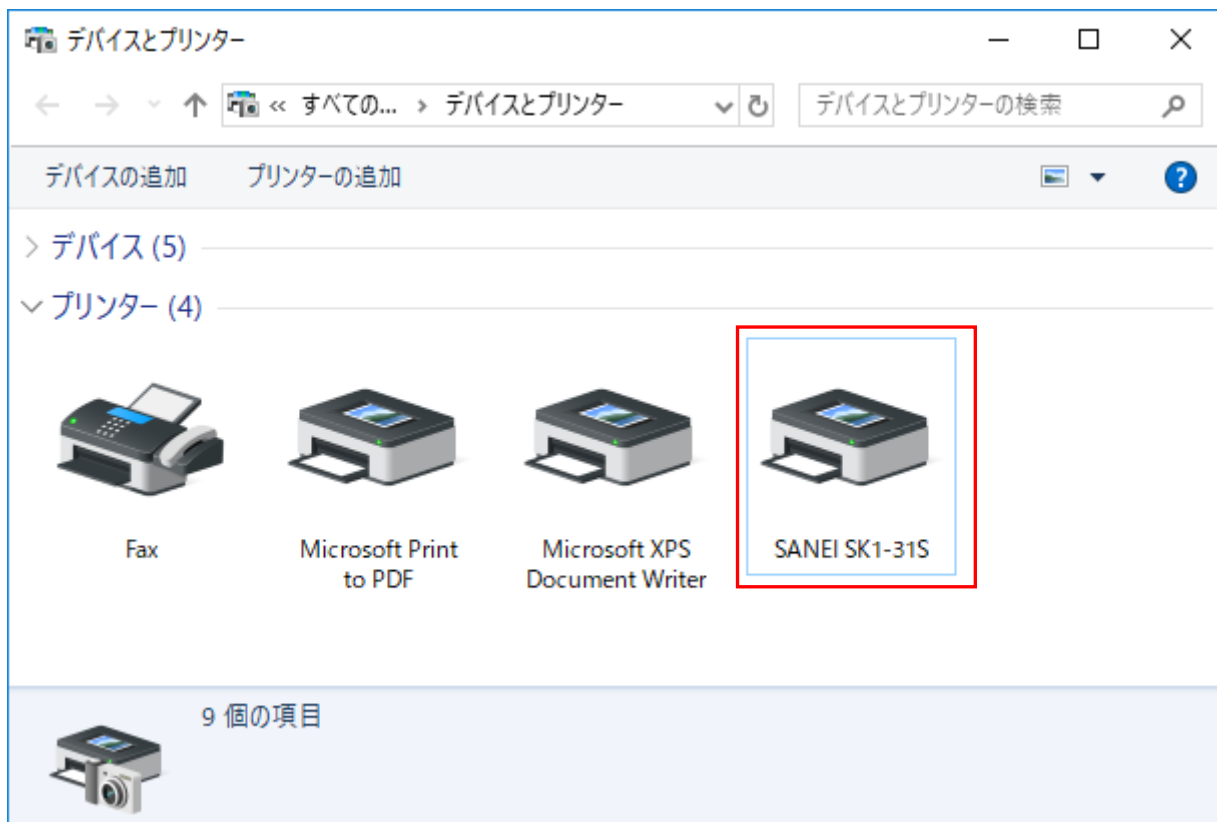 デバイスとプリンター
« すべての... › デバイスとプリンター
デバイスとプリンターの検索
デバイスの追加 プリンターの追加
?
デバイス (5)
プリンター (4)
Fax
Microsoft Print
to PDF
Microsoft XPS
Document Writer
SANEI SK1-31S
9 個の項目